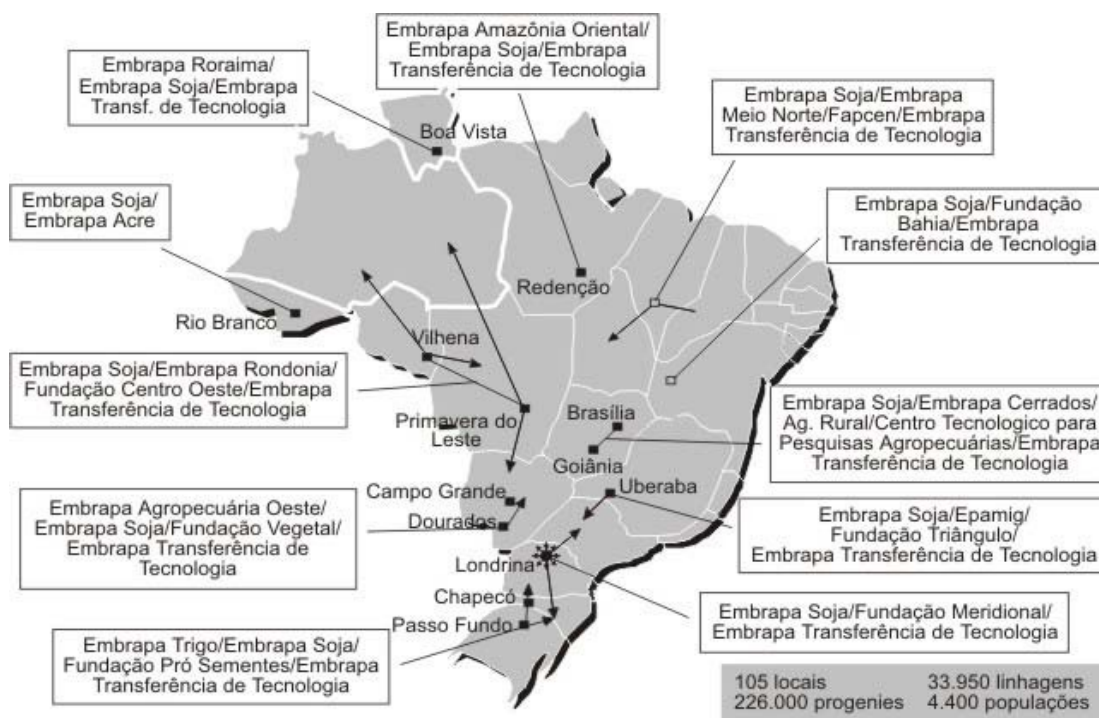 Embrapa Amazônia Oriental/
Embrapa Soja/Embrapa
Transferência de Tecnologia
Embrapa Roraima/
Embrapa Soja/Embrapa
Transf. de Tecnologia
Embrapa Soja/Embrapa
Meio Norte/Fapcen/Embrapa
Transferência de Tecnologia
Boa Vista
Embrapa Soja/
Embrapa Acre
Embrapa Soja/Fundação
Bahia/Embrapa
Transferência de Tecnologia
Redenção
Rio Branco
Vilhena
Embrapa Soja/Embrapa Rondonia/
Fundação Centro Oeste/Embrapa
Transferência de Tecnologia
Primavera do
Leste
Brasília
Goiânia
Embrapa Soja/Embrapa Cerrados/
Ag. Rural/Centro Tecnologico para
Pesquisas Agropecuárias/Embrapa
Transferência de Tecnologia
Campo Grande
Dourados
Uberaba
Embrapa Agropecuária Oeste/
Embrapa Soja/Fundação Vegetal/
Embrapa Transferência de
Tecnologia
Embrapa Soja/Epamig/
Fundação Triângulo/
Embrapa Transferência de Tecnologia
Londrina
Chapecó
Passo Fundo
Embrapa Soja/Fundação Meridional/
Embrapa Transferência de Tecnologia
Embrapa Trigo/Embrapa Soja/
Fundação Pró Sementes/Embrapa
Transferência de Tecnologia
105 locais 33.950 linhagens
226.000 progenies 4.400 populações